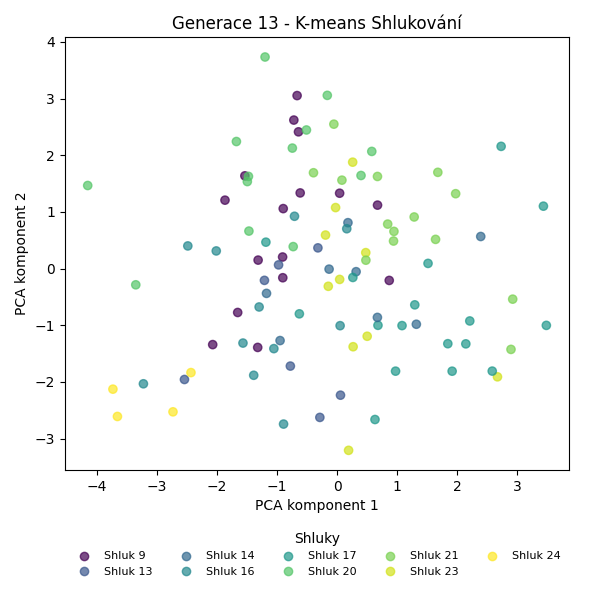 Generace 13 - K-means Shlukování
4
3
2
1
0
−1
−2
−3
PCA komponent 2
−4 −3 −2 −1 0 1 2 3
PCA komponent 1
Shluky
Shluk 9 Shluk 14 Shluk 17 Shluk 21 Shluk 24
Shluk 13 Shluk 16 Shluk 20 Shluk 23